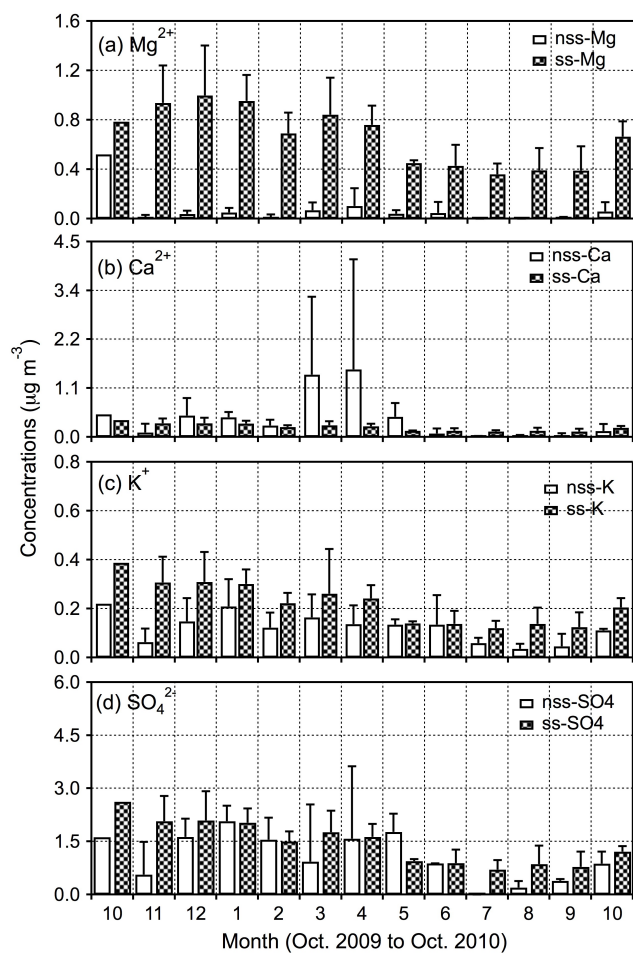 (a) Mg²⁺
nss-Mg
ss-Mg
1.6
1.2
0.8
0.4
0.0
(b) Ca²⁺
nss-Ca
ss-Ca
4.5
3.4
2.2
1.1
0.0
(c) K⁺
nss-K
ss-K
0.8
0.6
0.4
0.2
0.0
(d) SO₄²⁻
nss-SO4
ss-SO4
6.0
4.5
3.0
1.5
0.0
Concentrations (μg m⁻³)
10 11 12 1 2 3 4 5 6 7 8 9 10
Month (Oct. 2009 to Oct. 2010)